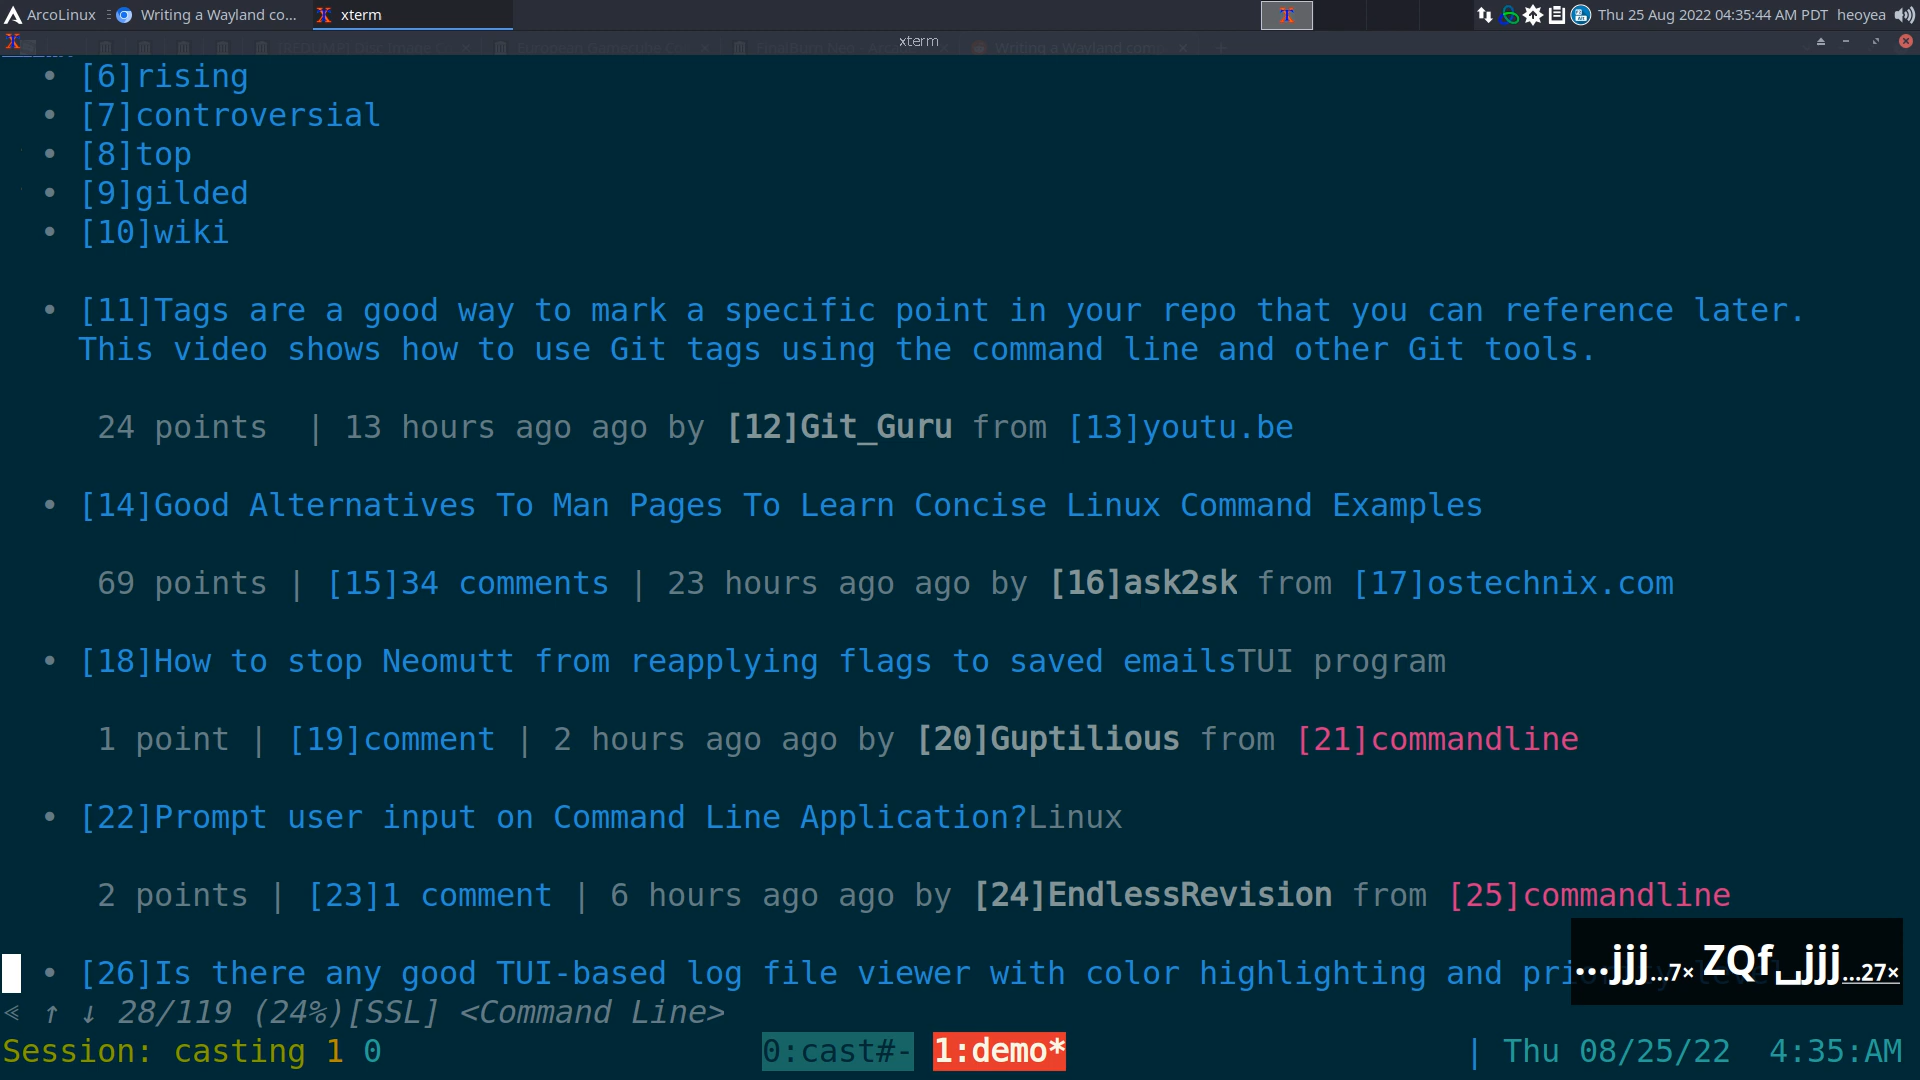 ArcoLinux Writing a Wayland co... xterm Thu 25 Aug 2022 04:35:44 AM PDT heoyea
xterm
• [6]rising
• [7]controversial
• [8]top
• [9]gilded
• [10]wiki
• [11]Tags are a good way to mark a specific point in your repo that you can reference later.
This video shows how to use Git tags using the command line and other Git tools.
24 points | 13 hours ago ago by [12]Git_Guru from [13]youtu.be
• [14]Good Alternatives To Man Pages To Learn Concise Linux Command Examples
69 points | [15]34 comments | 23 hours ago ago by [16]ask2sk from [17]ostechnix.com
• [18]How to stop Neomutt from reapplying flags to saved emailsTUI program
1 point | [19]comment | 2 hours ago ago by [20]Guptilious from [21]commandline
• [22]Prompt user input on Command Line Application?Linux
2 points | [23]1 comment | 6 hours ago ago by [24]EndlessRevision from [25]commandline
• [26]Is there any good TUI-based log file viewer with color highlighting and
...jjj...7× ZQf␣jjj...27×
≪ ↑ ↓ 28/119 (24%)[SSL] <Command Line>
Session: casting 1 0 0:cast#- 1:demo* | Thu 08/25/22 4:35:AM